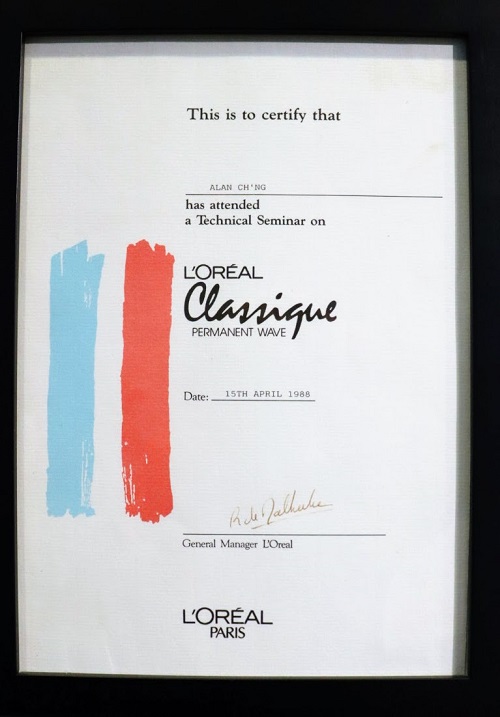 This is to certify that
ALAN CH'NG
has attended
a Technical Seminar on
L'ORÉAL
Classique
PERMANENT WAVE
Date: 15TH APRIL 1988
General Manager L'Oreal
L'ORÉAL
PARIS